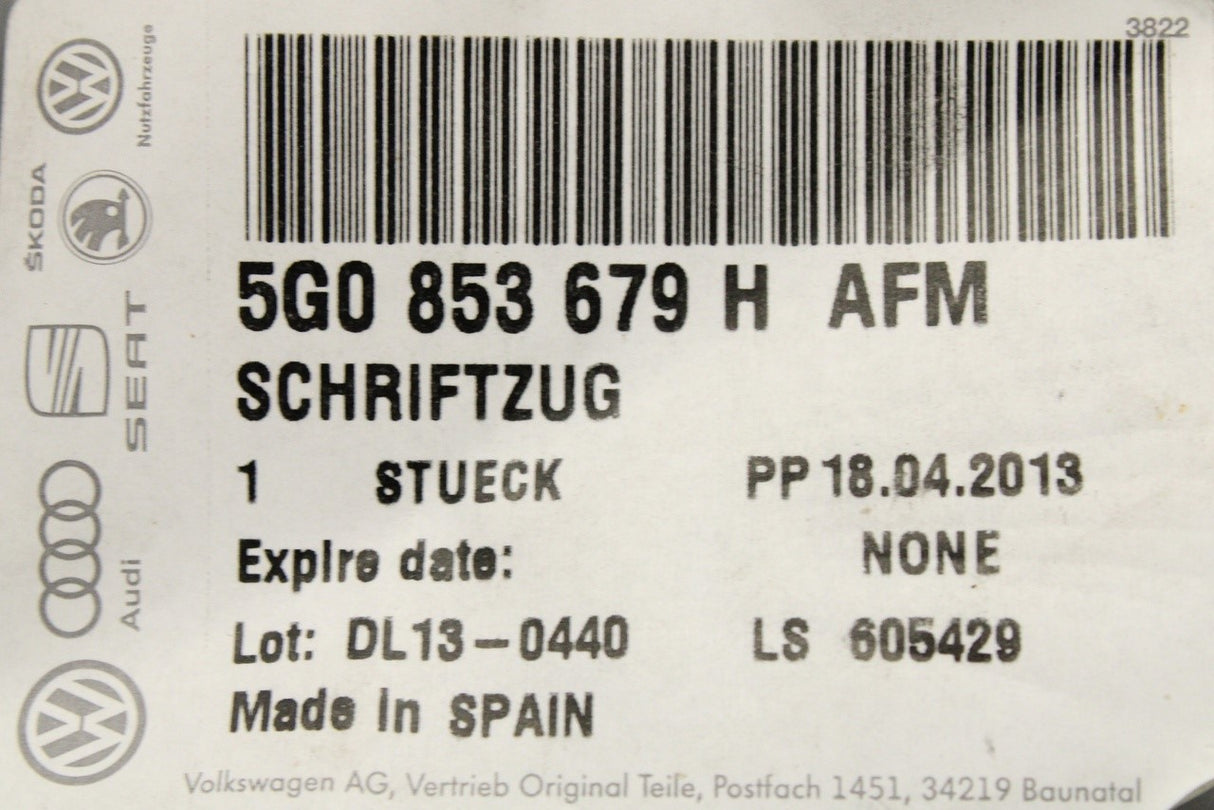 3822
Nutzfahrzeuge
ŠKODA
SEAT
Audi
5G0 853 679 H AFM
SCHRIFTZUG
1 STUECK PP 18.04.2013
Expire date: NONE
Lot: DL13-0440 LS 605429
Made in SPAIN
Volkswagen AG, Vertrieb Original Teile, Postfach 1451, 34219 Baunatal